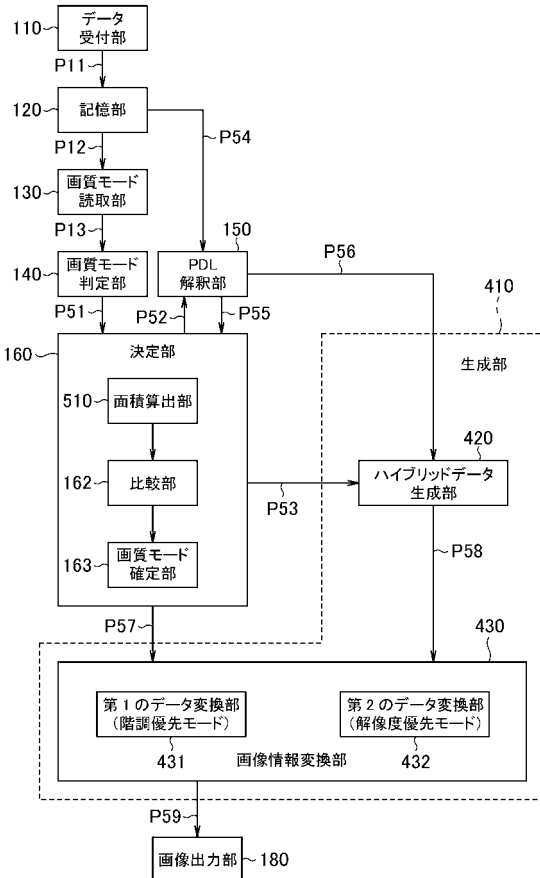 110
データ
受付部
P11
120
記憶部
P12
P54
130
画質モード
読取部
P13
150
140
画質モード
判定部
PDL
解釈部
P56
P51
P52
P55
410
160
決定部
生成部
510
面積算出部
420
162
比較部
ハイブリッドデータ
生成部
P53
163
画質モード
確定部
P58
P57
430
第1のデータ変換部
(階調優先モード)
第2のデータ変換部
(解像度優先モード)
431
画像情報変換部
432
P59
画像出力部
180